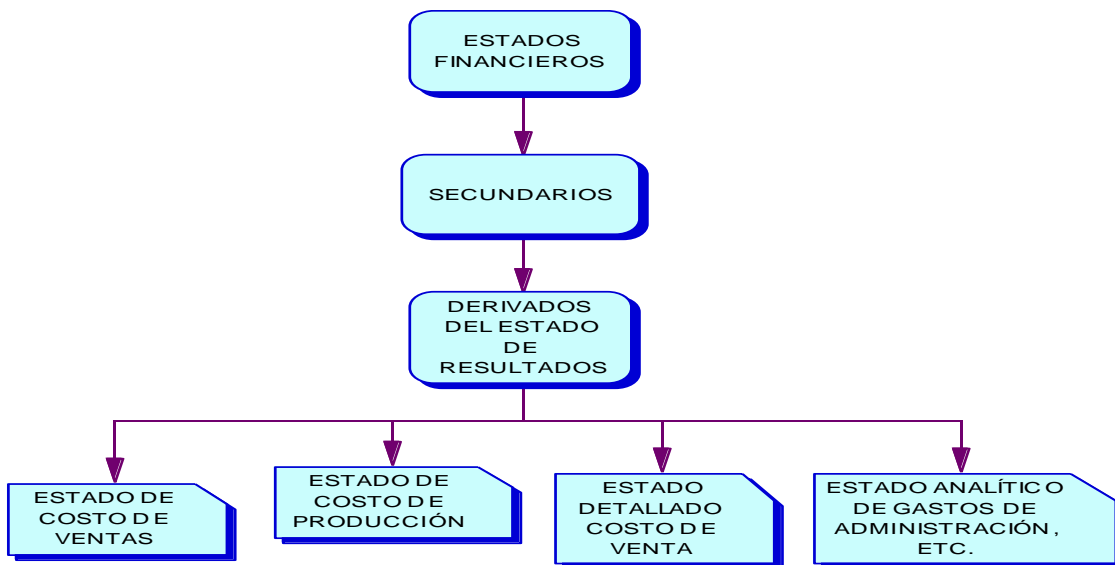 ESTADOS
FINANCIEROS
SECUNDARIOS
DERIVADOS
DEL ESTADO
DE
RESULTADOS
ESTADO DE
COSTO DE
VENTAS
ESTADO DE
COSTO DE
PRODUCCIÓN
ESTADO
DETALLADO
COSTO DE
VENTA
ESTADO ANALÍTICO
DE GASTOS DE
ADMINISTRACIÓN,
ETC.